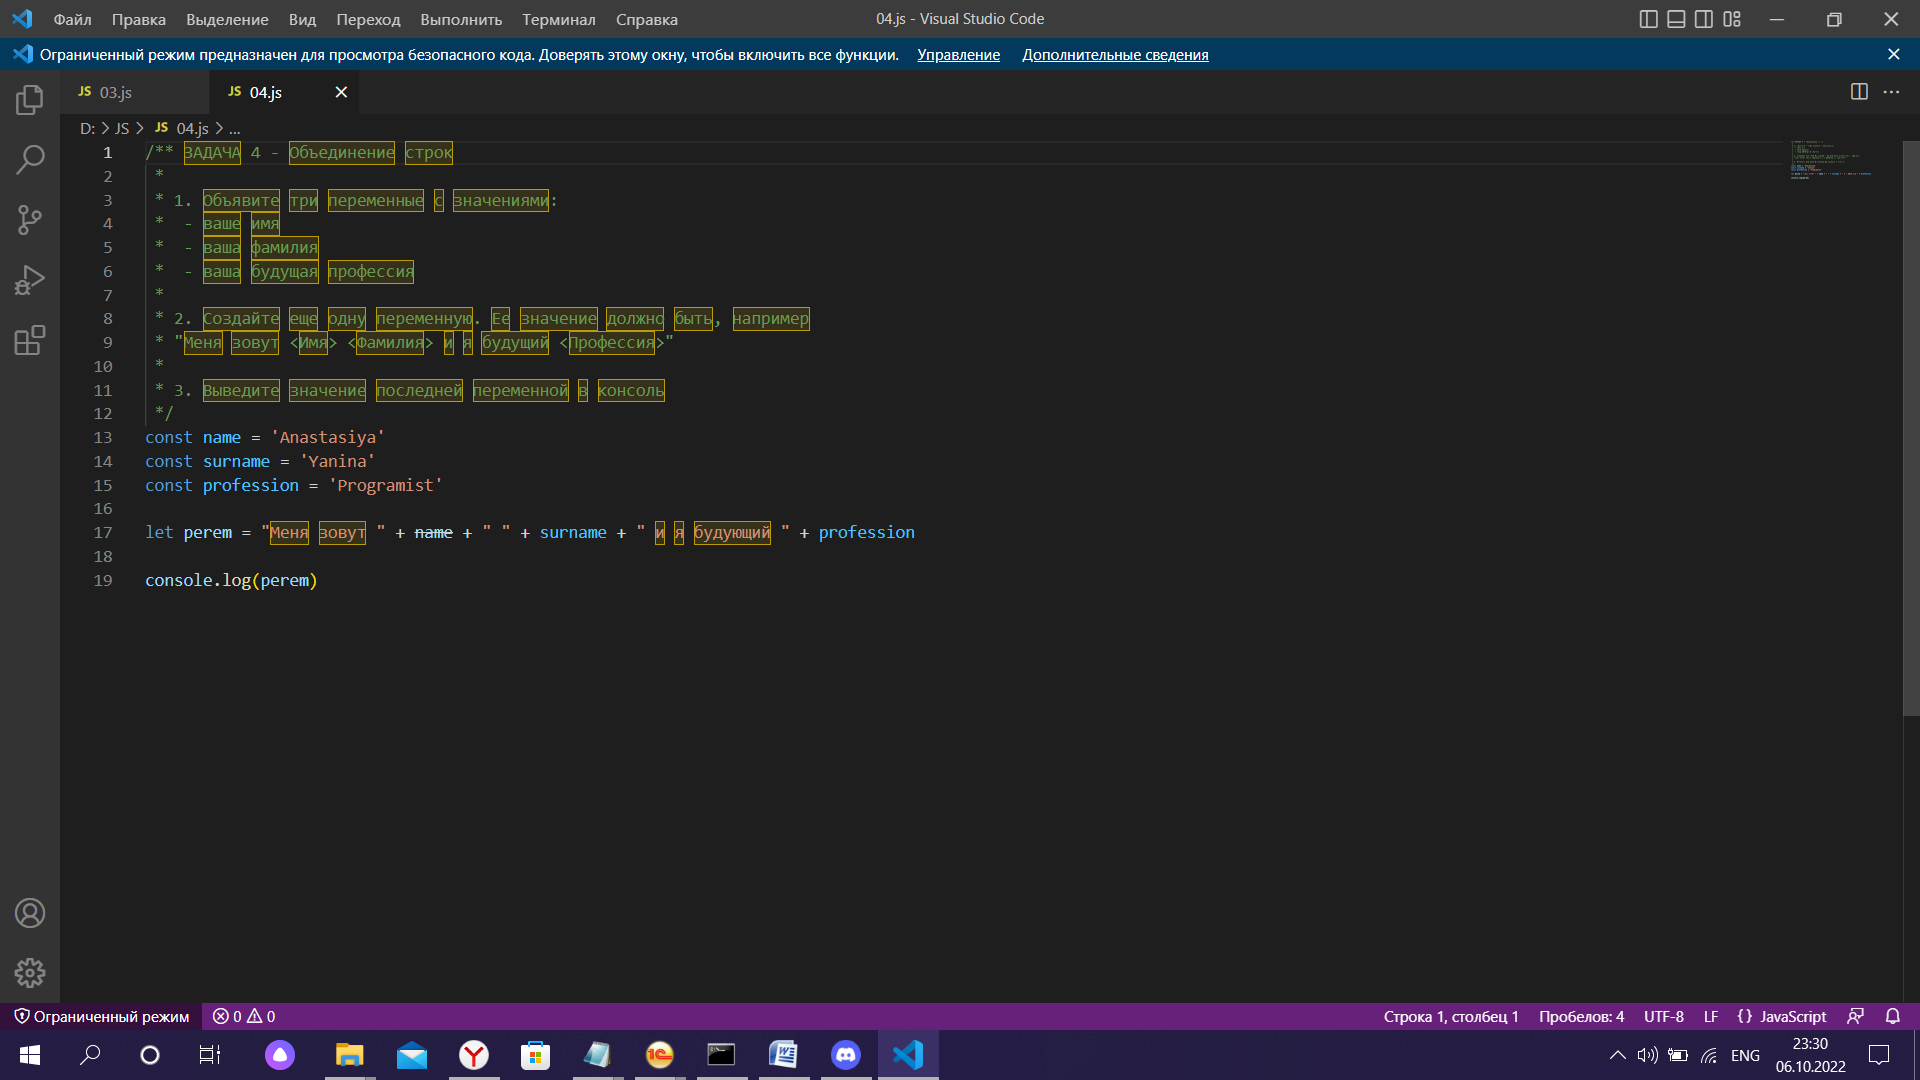 Файл Правка Выделение Вид Переход Выполнить Терминал Справка 04.js - Visual Studio Code
Ограниченный режим предназначен для просмотра безопасного кода. Доверять этому окну, чтобы включить все функции. Управление Дополнительные сведения
JS 03.js JS 04.js
D: > JS > JS 04.js > ...
1 /** ЗАДАЧА 4 - Объединение строк
2 *
3 * 1. Объявите три переменные с значениями:
4 * - ваше имя
5 * - ваша фамилия
6 * - ваша будущая профессия
7 *
8 * 2. Создайте еще одну переменную. Ее значение должно быть, например
9 * "Меня зовут <Имя> <Фамилия> и я будущий <Профессия>"
10 *
11 * 3. Выведите значение последней переменной в консоль
12 */
13 const name = 'Anastasiya'
14 const surname = 'Yanina'
15 const profession = 'Programist'
16
17 let perem = "Меня зовут " + name + " " + surname + " и я будующий " + profession
18
19 console.log(perem)
Ограниченный режим 0 0 Строка 1, столбец 1 Пробелов: 4 UTF-8 LF {} JavaScript
ENG 23:30
06.10.2022